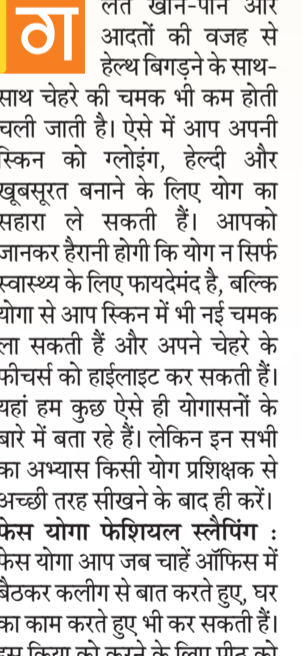 ग
लत खान-पान और
आदतों की वजह से
हेल्थ बिगड़ने के साथ-
साथ चेहरे की चमक भी कम होती
चली जाती है। ऐसे में आप अपनी
स्किन को ग्लोइंग, हेल्दी और
खूबसूरत बनाने के लिए योग का
सहारा ले सकती हैं। आपको
जानकर हैरानी होगी कि योग न सिर्फ
स्वास्थ्य के लिए फायदेमंद है, बल्कि
योगा से आप स्किन में भी नई चमक
ला सकती हैं और अपने चेहरे के
फीचर्स को हाईलाइट कर सकती हैं।
यहां हम कुछ ऐसे ही योगासनों के
बारे में बता रहे हैं। लेकिन इन सभी
का अभ्यास किसी योग प्रशिक्षक से
अच्छी तरह सीखने के बाद ही करें।
फेस योगा फेशियल स्लैपिंग :
फेस योगा आप जब चाहें ऑफिस में
बैठकर कलीग से बात करते हुए, घर
का काम करते हुए भी कर सकती हैं।
इस क्रिया को करने के लिए पीठ को